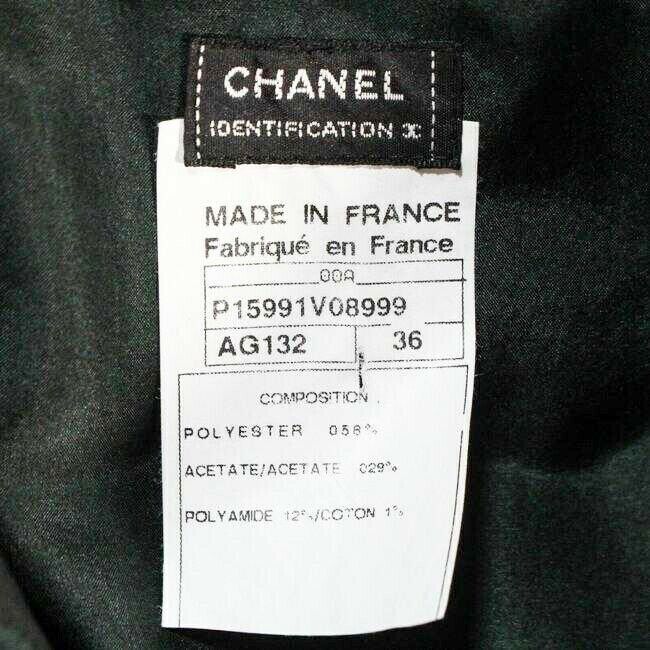 CHANEL
IDENTIFICATION
MADE IN FRANCE
Fabriqué en France
00A
P15991V08999
AG132 36
COMPOSITION
POLYESTER 058%
ACETATE/ACETATE 029%
POLYAMIDE 12%/COTON 1%